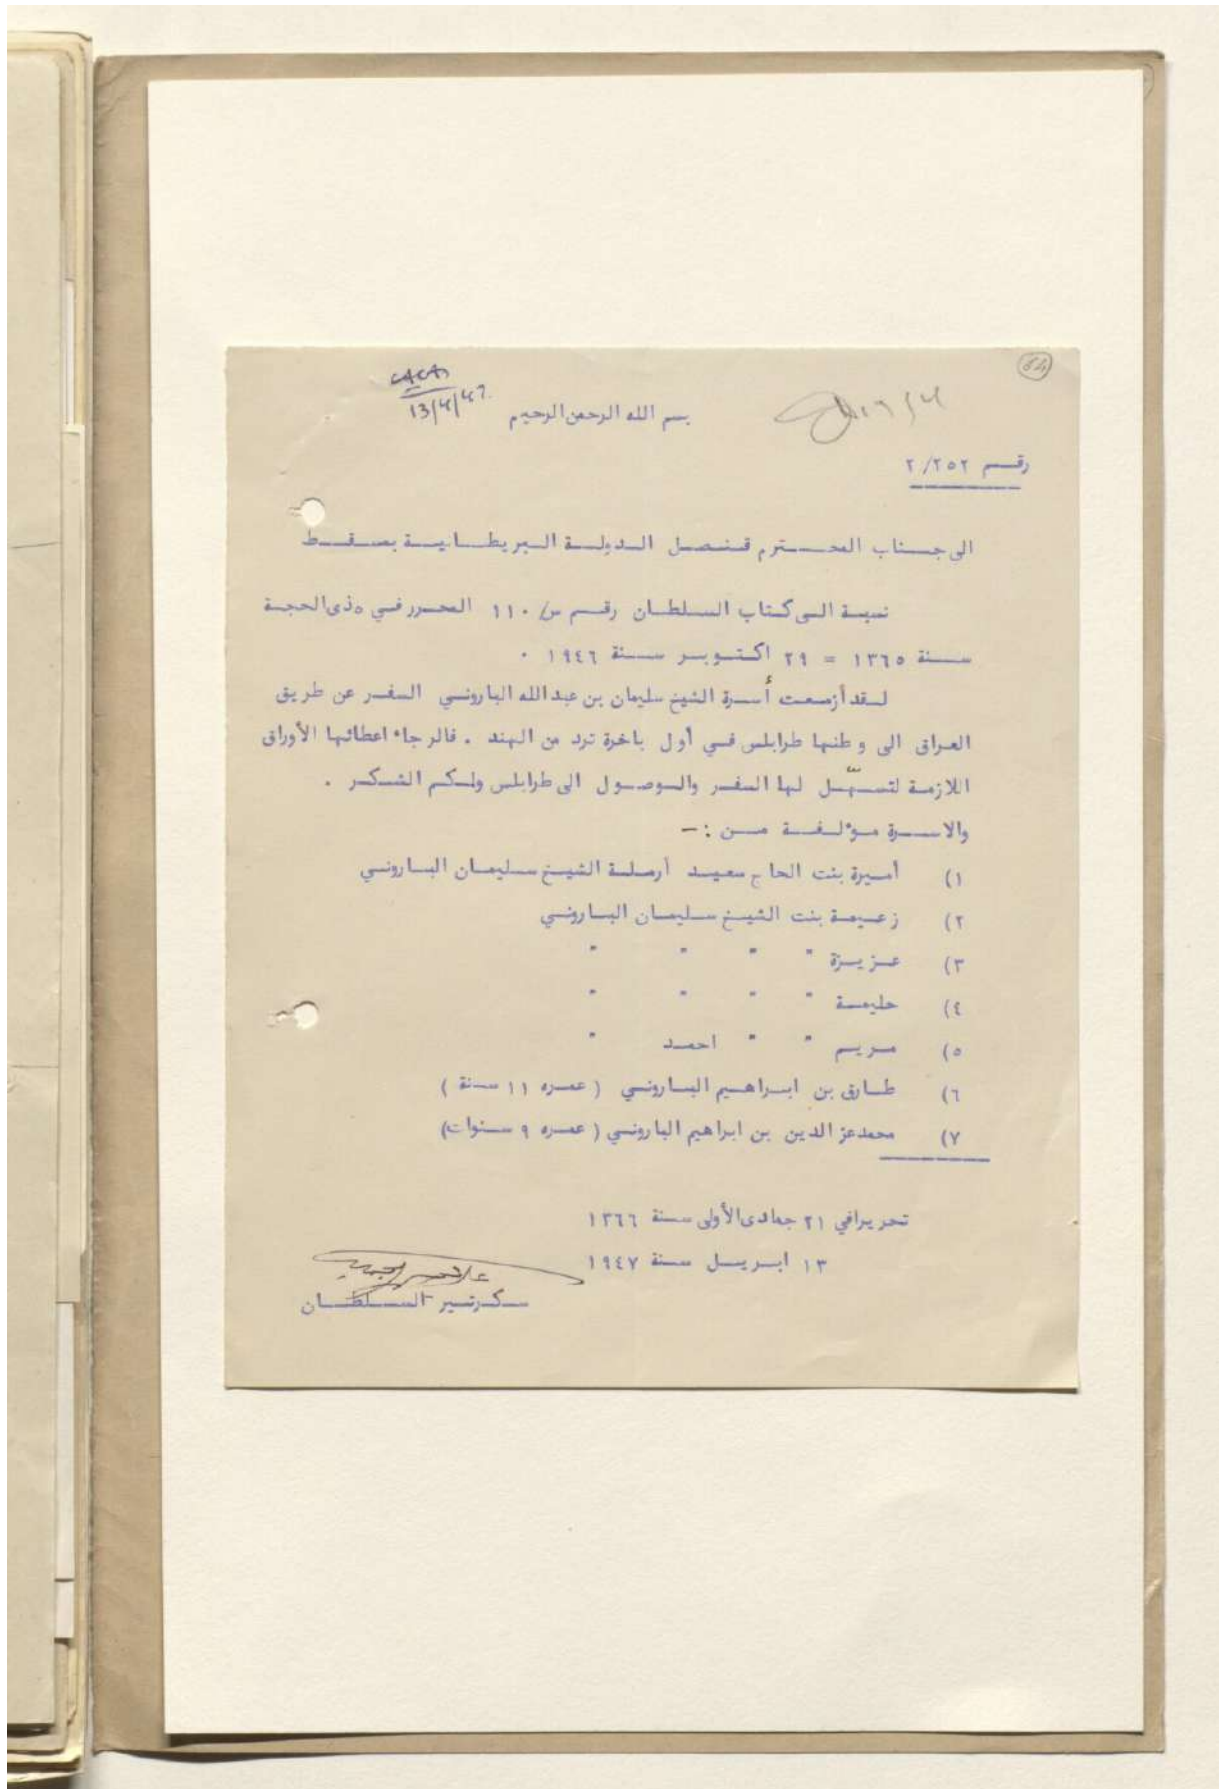 64
13/4/47
بسم الله الرحمن الرحيم
رقم ٢/٢٥٢
الى جناب المحترم قنصل الدولة البريطانية بمسقط
نسبة الى كتاب السلطان رقم س/١١٠ المحرر في ٥ ذى الحجة
سنة ١٣٦٥ = ٢٩ اكتوبر سنة ١٩٤٦ ٠
لقد أزمعت أسرة الشيخ سليمان بن عبدالله الباروني السفر عن طريق
العراق الى وطنها طرابلس في أول باخرة ترد من الهند . فالرجاء اعطائها الأوراق
اللازمة لتسهّل لها السفر والوصول الى طرابلس ولكم الشكر .
والاسرة مؤلفة من :-
١) أميرة بنت الحاج سعيد أرملة الشيخ سليمان الباروني
٢) زعيمة بنت الشيخ سليمان الباروني
٣) عزيزة " " " "
٤) حليمة " " " "
٥) مريم " " احمد "
٦) طارق بن ابراهيم الباروني ( عمره ١١ سنة )
٧) محمدعز الدين بن ابراهيم الباروني ( عمره ٩ سنوات)
تحريرافي ٢١ جمادى الأولى سنة ١٣٦٦
١٣ ابريل سنة ١٩٤٧
سكرتير السلطان